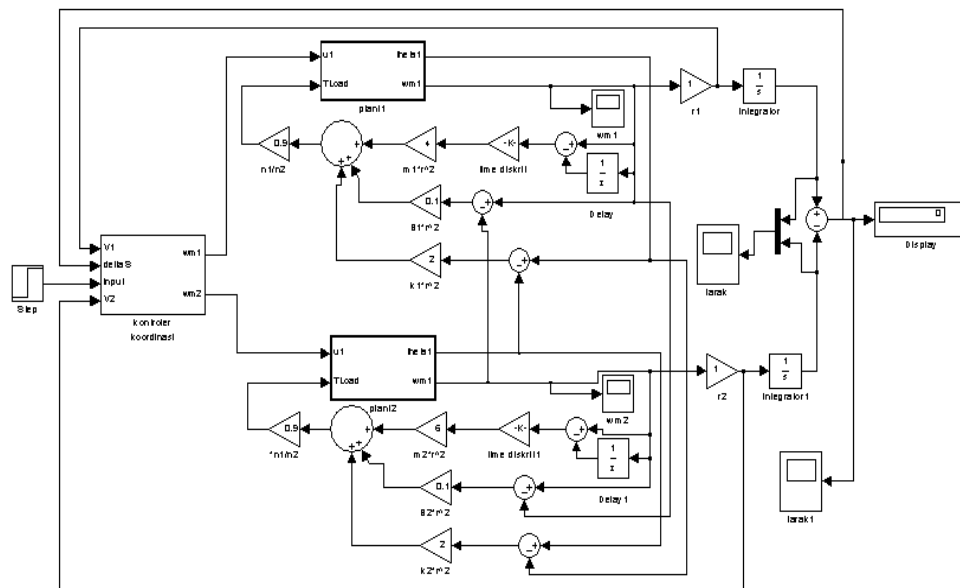 u1
theta1
TLoad
wm1
plant1
1
r1
1
s
Integrator
wm1
0.9
n1/n2
+
+
+
4
m1*r^2
-K-
time diskrit
_
+
1
z
Delay
0.1
B1*r^2
_
+
2
k1*r^2
_
+
Step
V1
deltaS
input
V2
wm1
wm2
kontroler
koordinasi
jarak
+
_
0
Display
u1
theta1
TLoad
wm1
plant2
1
r2
1
s
Integrator1
wm2
0.9
*n1/n2
+
+
+
6
m2*r^2
-K-
time diskrit1
_
+
1
z
Delay1
0.1
B2*r^2
_
+
2
k2*r^2
_
+
jarak1